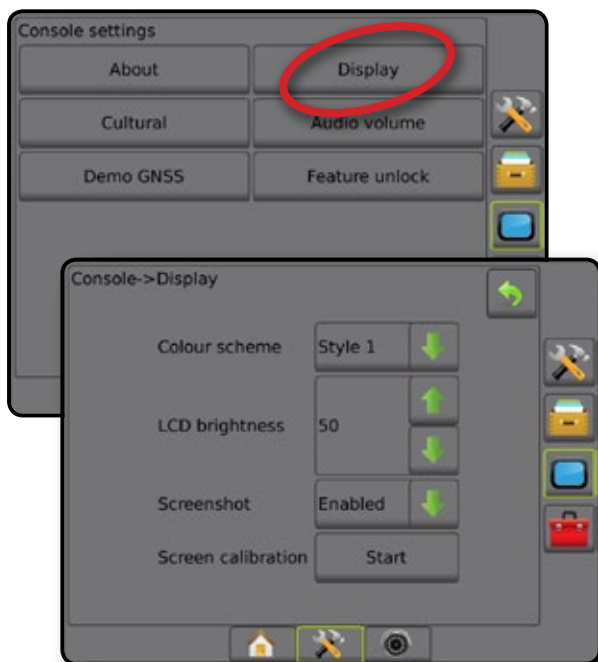 Console settings
About
Display
Cultural
Audio volume
Demo GNSS
Feature unlock
Console->Display
Colour scheme
Style 1
LCD brightness
50
Screenshot
Enabled
Screen calibration
Start